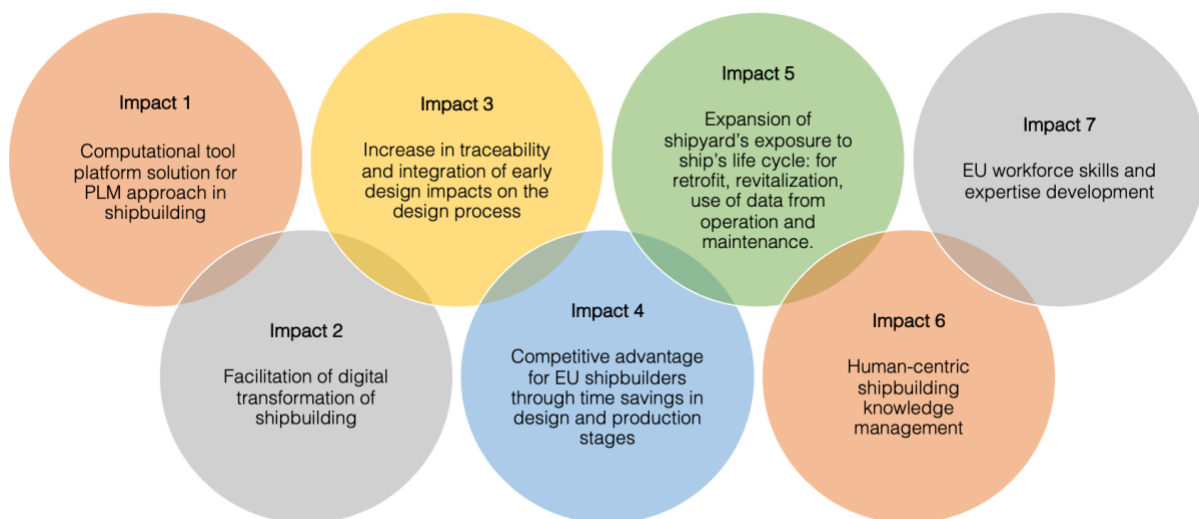 Impact 1
Computational tool
platform solution for
PLM approach in
shipbuilding
Impact 2
Facilitation of digital
transformation of
shipbuilding
Impact 3
Increase in traceability
and integration of early
design impacts on the
design process
Impact 4
Competitive advantage
for EU shipbuilders
through time savings in
design and production
stages
Impact 5
Expansion of
shipyard’s exposure to
ship’s life cycle: for
retrofit, revitalization,
use of data from
operation and
maintenance.
Impact 6
Human-centric
shipbuilding
knowledge
management
Impact 7
EU workforce skills and
expertise development